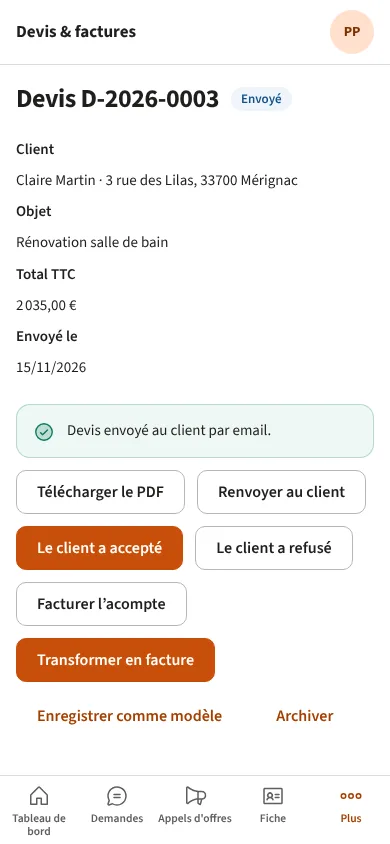 Devis & factures
PP
Devis D-2026-0003
Envoyé
Client
Claire Martin · 3 rue des Lilas, 33700 Mérignac
Objet
Rénovation salle de bain
Total TTC
2 035,00 €
Envoyé le
15/11/2026
Devis envoyé au client par email.
Télécharger le PDF
Renvoyer au client
Le client a accepté
Le client a refusé
Facturer l’acompte
Transformer en facture
Enregistrer comme modèle
Archiver
Tableau de
bord
Demandes
Appels d'offres
Fiche
Plus